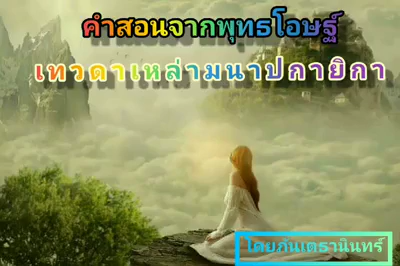 คำสอนจากพุทธโอษฐ์
เทวดาเหล่ามนาปกายิกา
โดยกันเตธานินทร์